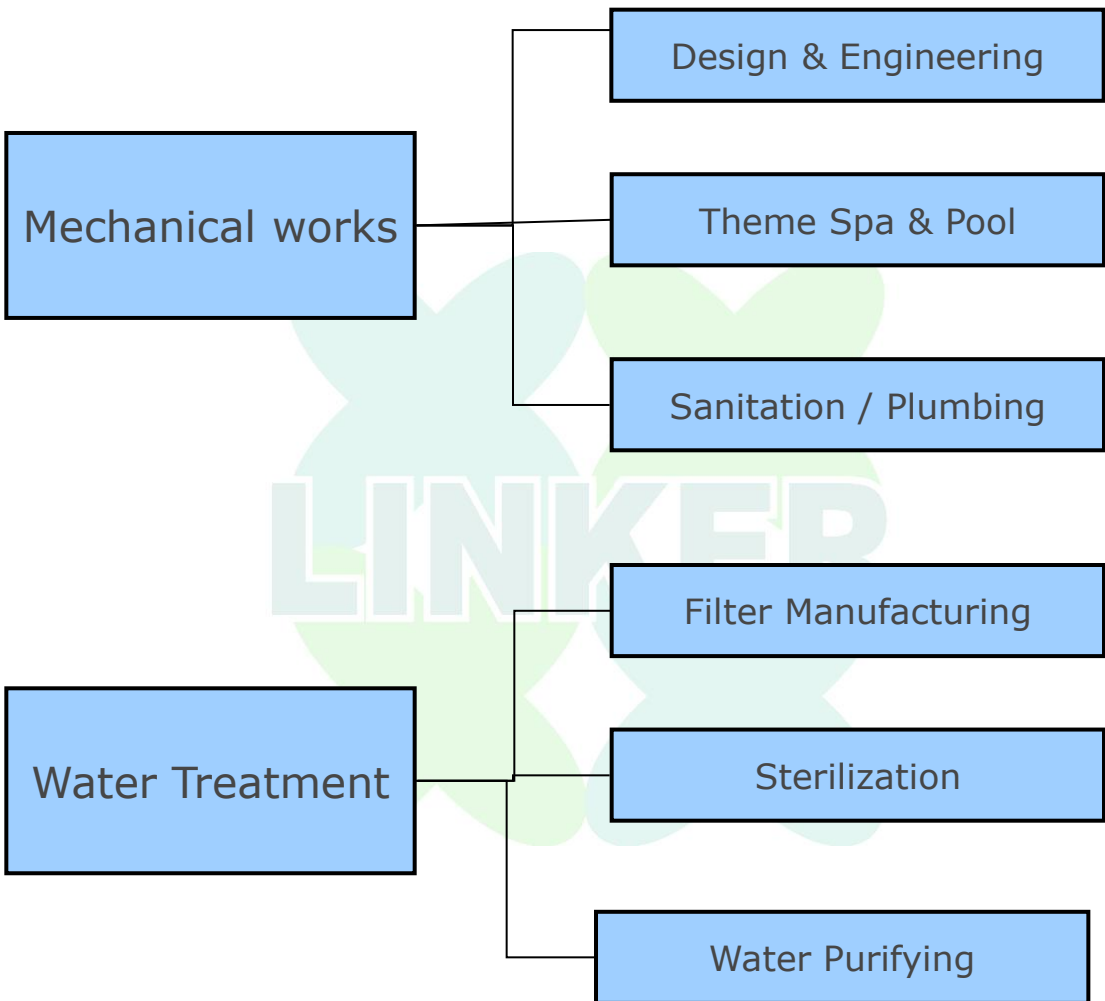 Design & Engineering
Mechanical works
Theme Spa & Pool
Sanitation / Plumbing
LINKER
Filter Manufacturing
Water Treatment
Sterilization
Water Purifying